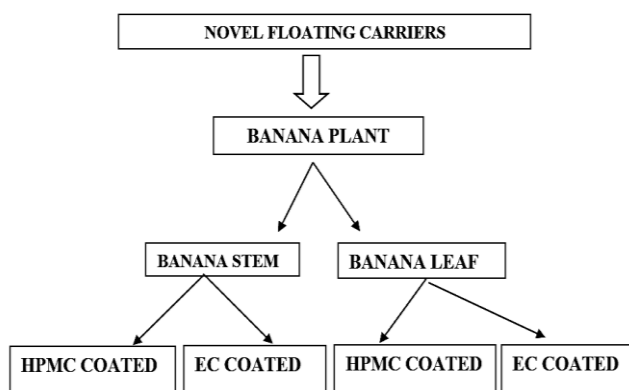 NOVEL FLOATING CARRIERS
BANANA PLANT
BANANA STEM
BANANA LEAF
HPMC COATED
EC COATED
HPMC COATED
EC COATED